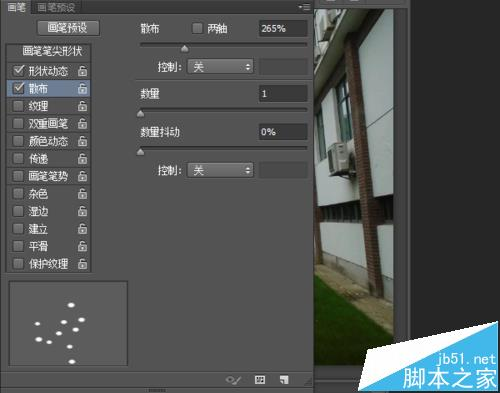 画笔 画笔预设
画笔预设 散布 两轴 265%
画笔笔尖形状
形状动态 控制: 关
散布 数量 1
纹理
双重画笔 数量抖动 0%
颜色动态
传递 控制: 关
画笔笔势
杂色
湿边
建立
平滑
保护纹理
jb51.net
脚本之家